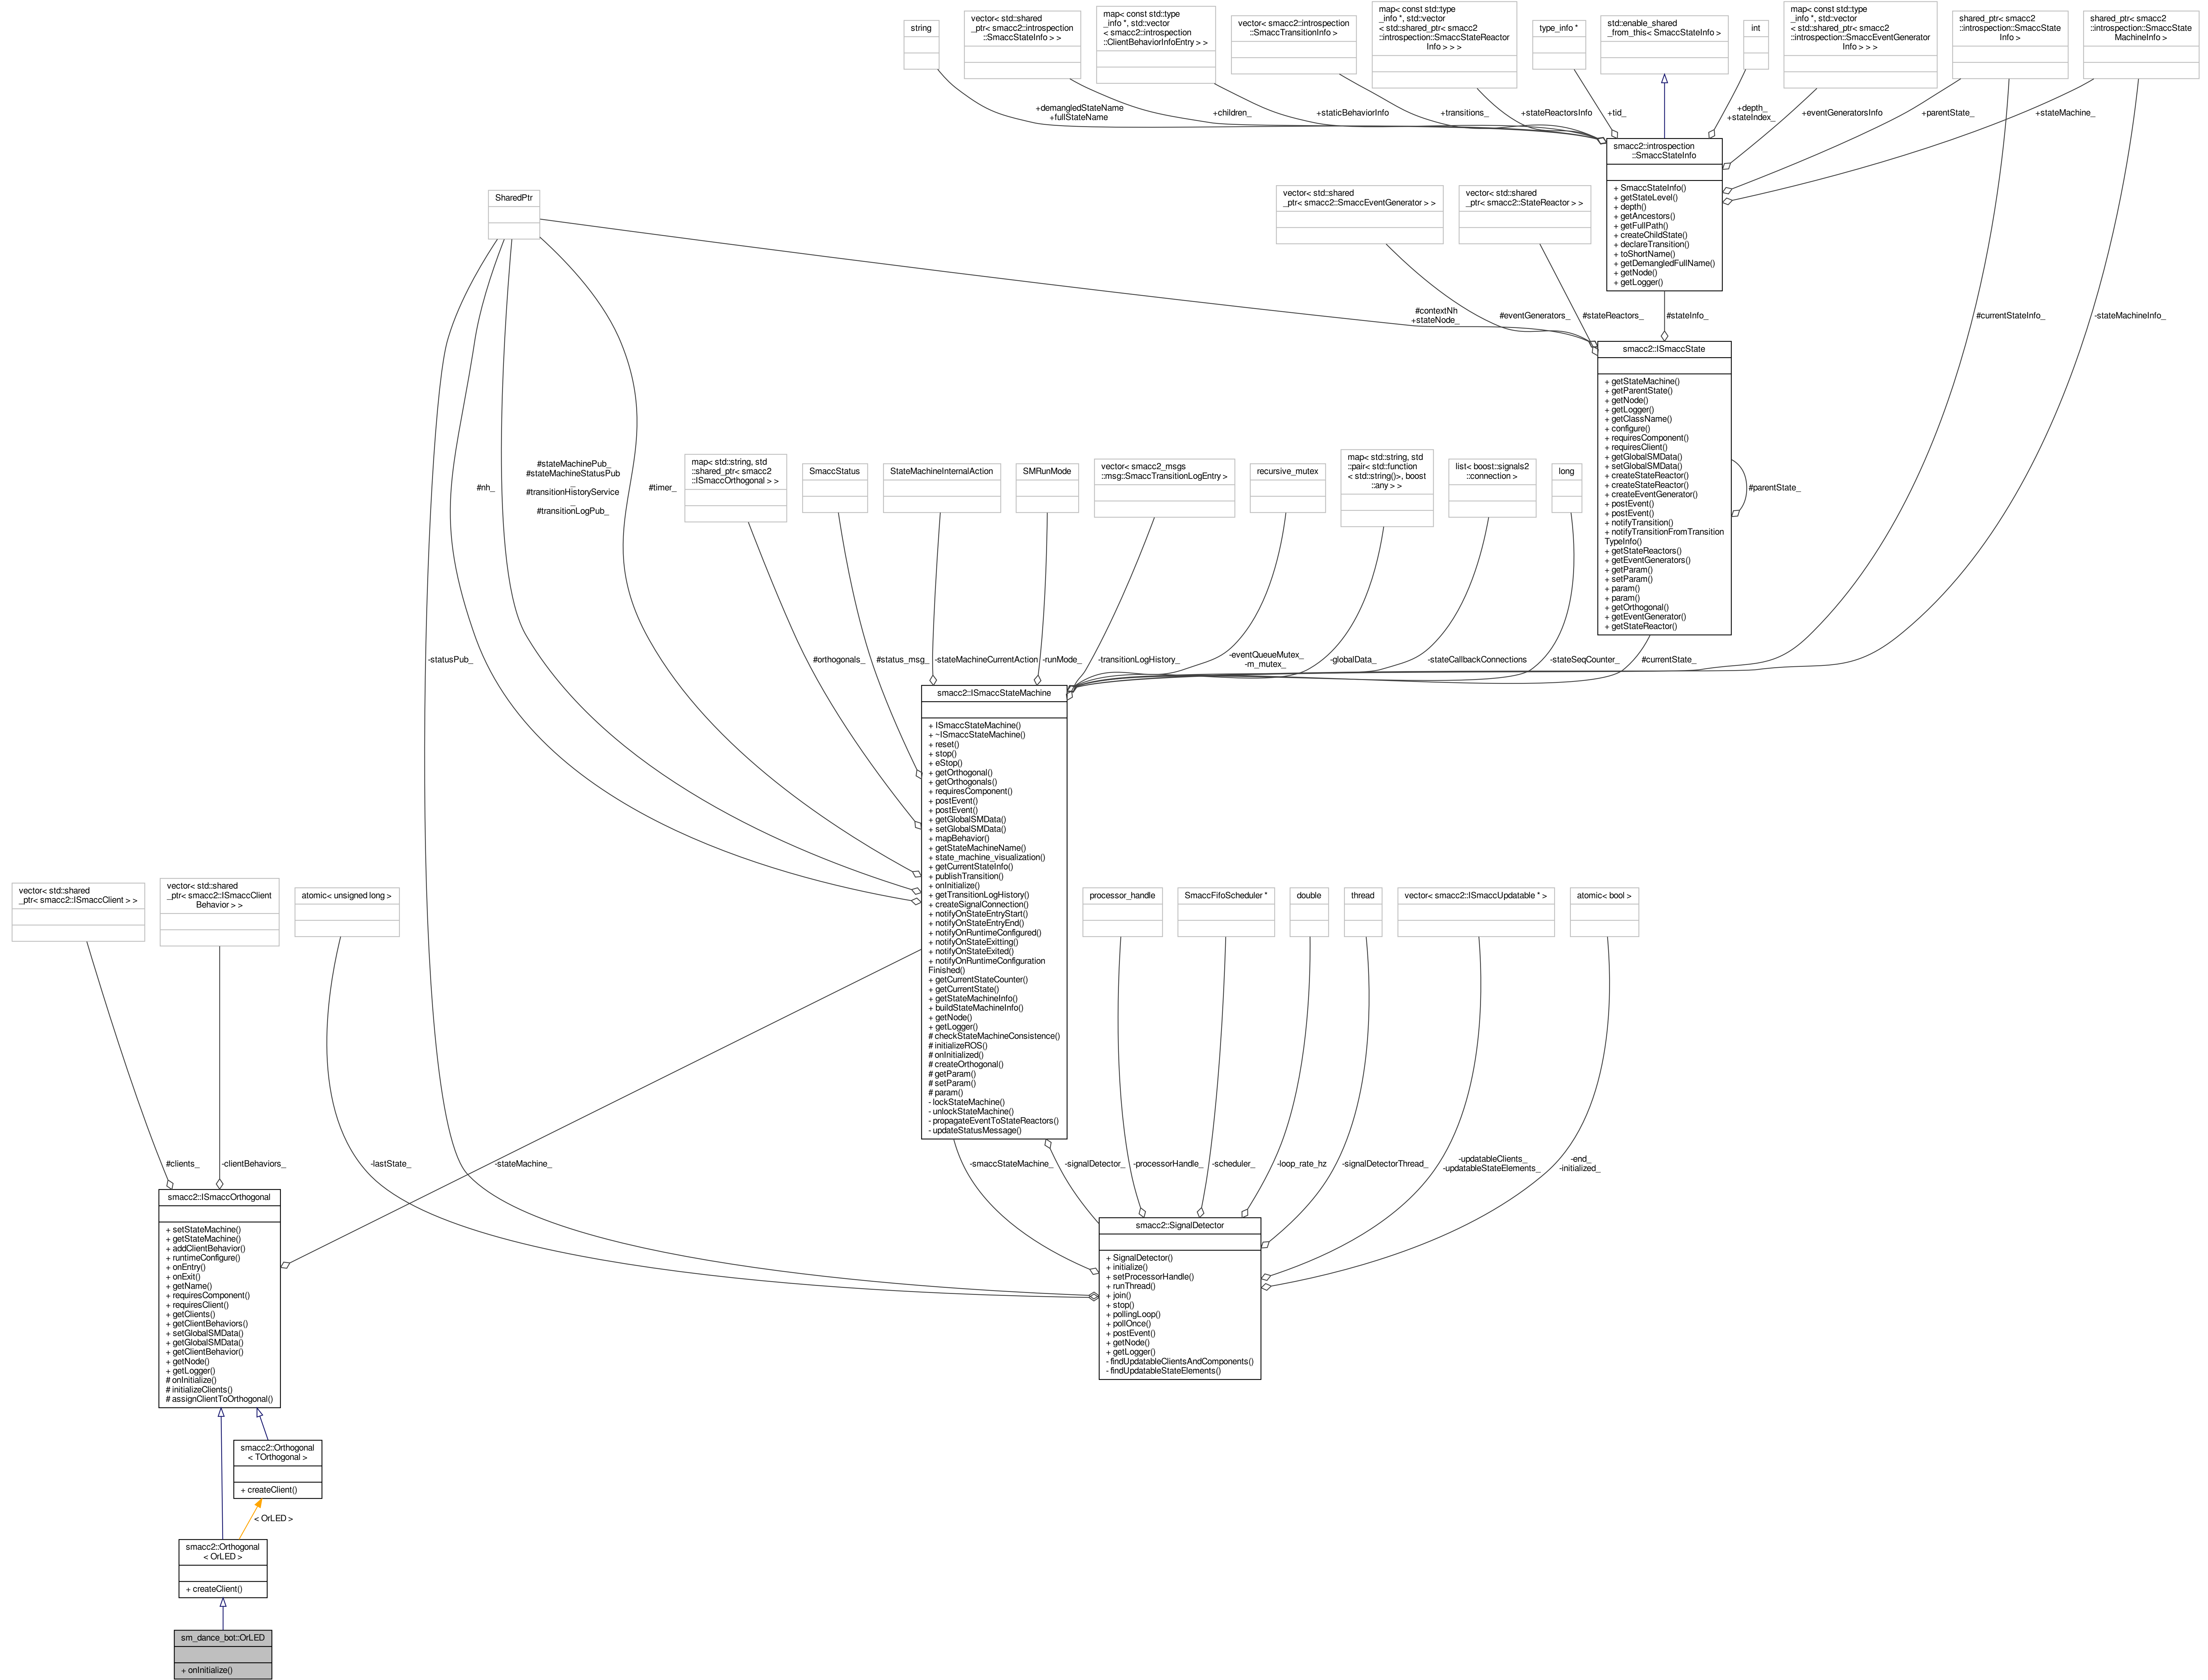 string
vector< std::shared
_ptr< smacc2::introspection
::SmaccStateInfo > >
map< const std::type
_info *, std::vector
< smacc2::introspection
::ClientBehaviorInfoEntry > >
vector< smacc2::introspection
::SmaccTransitionInfo >
map< const std::type
_info *, std::vector
< std::shared_ptr< smacc2
::introspection::SmaccStateReactor
Info > > >
type_info *
std::enable_shared
_from_this< SmaccStateInfo >
int
map< const std::type
_info *, std::vector
< std::shared_ptr< smacc2
::introspection::SmaccEventGenerator
Info > > >
shared_ptr< smacc2
::introspection::SmaccState
Info >
shared_ptr< smacc2
::introspection::SmaccState
MachineInfo >
+demangledStateName
+fullStateName
+children_
+staticBehaviorInfo
+transitions_
+stateReactorsInfo
+tid_
+depth_
+stateIndex_
+eventGeneratorsInfo
+parentState_
+stateMachine_
smacc2::introspection
::SmaccStateInfo
+ SmaccStateInfo()
+ getStateLevel()
+ depth()
+ getAncestors()
+ getFullPath()
+ createChildState()
+ declareTransition()
+ toShortName()
+ getDemangledFullName()
+ getNode()
+ getLogger()
SharedPtr
vector< std::shared
_ptr< smacc2::SmaccEventGenerator > >
vector< std::shared
_ptr< smacc2::StateReactor > >
#contextNh
+stateNode_
#eventGenerators_
#stateReactors_
#stateInfo_
#currentStateInfo_
-stateMachineInfo_
smacc2::ISmaccState
+ getStateMachine()
+ getParentState()
+ getNode()
+ getLogger()
+ getClassName()
+ configure()
+ requiresComponent()
+ requiresClient()
+ getGlobalSMData()
+ setGlobalSMData()
+ createStateReactor()
+ createStateReactor()
+ createEventGenerator()
+ postEvent()
+ postEvent()
+ notifyTransition()
+ notifyTransitionFromTransition
TypeInfo()
+ getStateReactors()
+ getEventGenerators()
+ getParam()
+ setParam()
+ param()
+ param()
+ getOrthogonal()
+ getEventGenerator()
+ getStateReactor()
#parentState_
#nh_
#stateMachinePub_
#stateMachineStatusPub
_
#transitionHistoryService
_
#transitionLogPub_
#timer_
map< std::string, std
::shared_ptr< smacc2
::ISmaccOrthogonal > >
SmaccStatus
StateMachineInternalAction
SMRunMode
vector< smacc2_msgs
::msg::SmaccTransitionLogEntry >
recursive_mutex
map< std::string, std
::pair< std::function
< std::string()>, boost
::any > >
list< boost::signals2
::connection >
long
-statusPub_
#orthogonals_
#status_msg_
-stateMachineCurrentAction
-runMode_
-transitionLogHistory_
-eventQueueMutex_
-m_mutex_
-globalData_
-stateCallbackConnections
-stateSeqCounter_
#currentState_
smacc2::ISmaccStateMachine
+ ISmaccStateMachine()
+ ~ISmaccStateMachine()
+ reset()
+ stop()
+ eStop()
+ getOrthogonal()
+ getOrthogonals()
+ requiresComponent()
+ postEvent()
+ postEvent()
+ getGlobalSMData()
+ setGlobalSMData()
+ mapBehavior()
+ getStateMachineName()
+ state_machine_visualization()
+ getCurrentStateInfo()
+ publishTransition()
+ onInitialize()
+ getTransitionLogHistory()
+ createSignalConnection()
+ notifyOnStateEntryStart()
+ notifyOnStateEntryEnd()
+ notifyOnRuntimeConfigured()
+ notifyOnStateExitting()
+ notifyOnStateExited()
+ notifyOnRuntimeConfiguration
Finished()
+ getCurrentStateCounter()
+ getCurrentState()
+ getStateMachineInfo()
+ buildStateMachineInfo()
+ getNode()
+ getLogger()
# checkStateMachineConsistence()
# initializeROS()
# onInitialized()
# createOrthogonal()
# getParam()
# setParam()
# param()
- lockStateMachine()
- unlockStateMachine()
- propagateEventToStateReactors()
- updateStatusMessage()
vector< std::shared
_ptr< smacc2::ISmaccClient > >
vector< std::shared
_ptr< smacc2::ISmaccClient
Behavior > >
atomic< unsigned long >
processor_handle
SmaccFifoScheduler *
double
thread
vector< smacc2::ISmaccUpdatable * >
atomic< bool >
#clients_
-clientBehaviors_
-lastState_
-stateMachine_
-smaccStateMachine_
-signalDetector_
-processorHandle_
-scheduler_
-loop_rate_hz
-signalDetectorThread_
-updatableClients_
-updatableStateElements_
-end_
-initialized_
smacc2::ISmaccOrthogonal
+ setStateMachine()
+ getStateMachine()
+ addClientBehavior()
+ runtimeConfigure()
+ onEntry()
+ onExit()
+ getName()
+ requiresComponent()
+ requiresClient()
+ getClients()
+ getClientBehaviors()
+ setGlobalSMData()
+ getGlobalSMData()
+ getClientBehavior()
+ getNode()
+ getLogger()
# onInitialize()
# initializeClients()
# assignClientToOrthogonal()
smacc2::SignalDetector
+ SignalDetector()
+ initialize()
+ setProcessorHandle()
+ runThread()
+ join()
+ stop()
+ pollingLoop()
+ pollOnce()
+ postEvent()
+ getNode()
+ getLogger()
- findUpdatableClientsAndComponents()
- findUpdatableStateElements()
smacc2::Orthogonal
< TOrthogonal >
+ createClient()
< OrLED >
smacc2::Orthogonal
< OrLED >
+ createClient()
sm_dance_bot::OrLED
+ onInitialize()